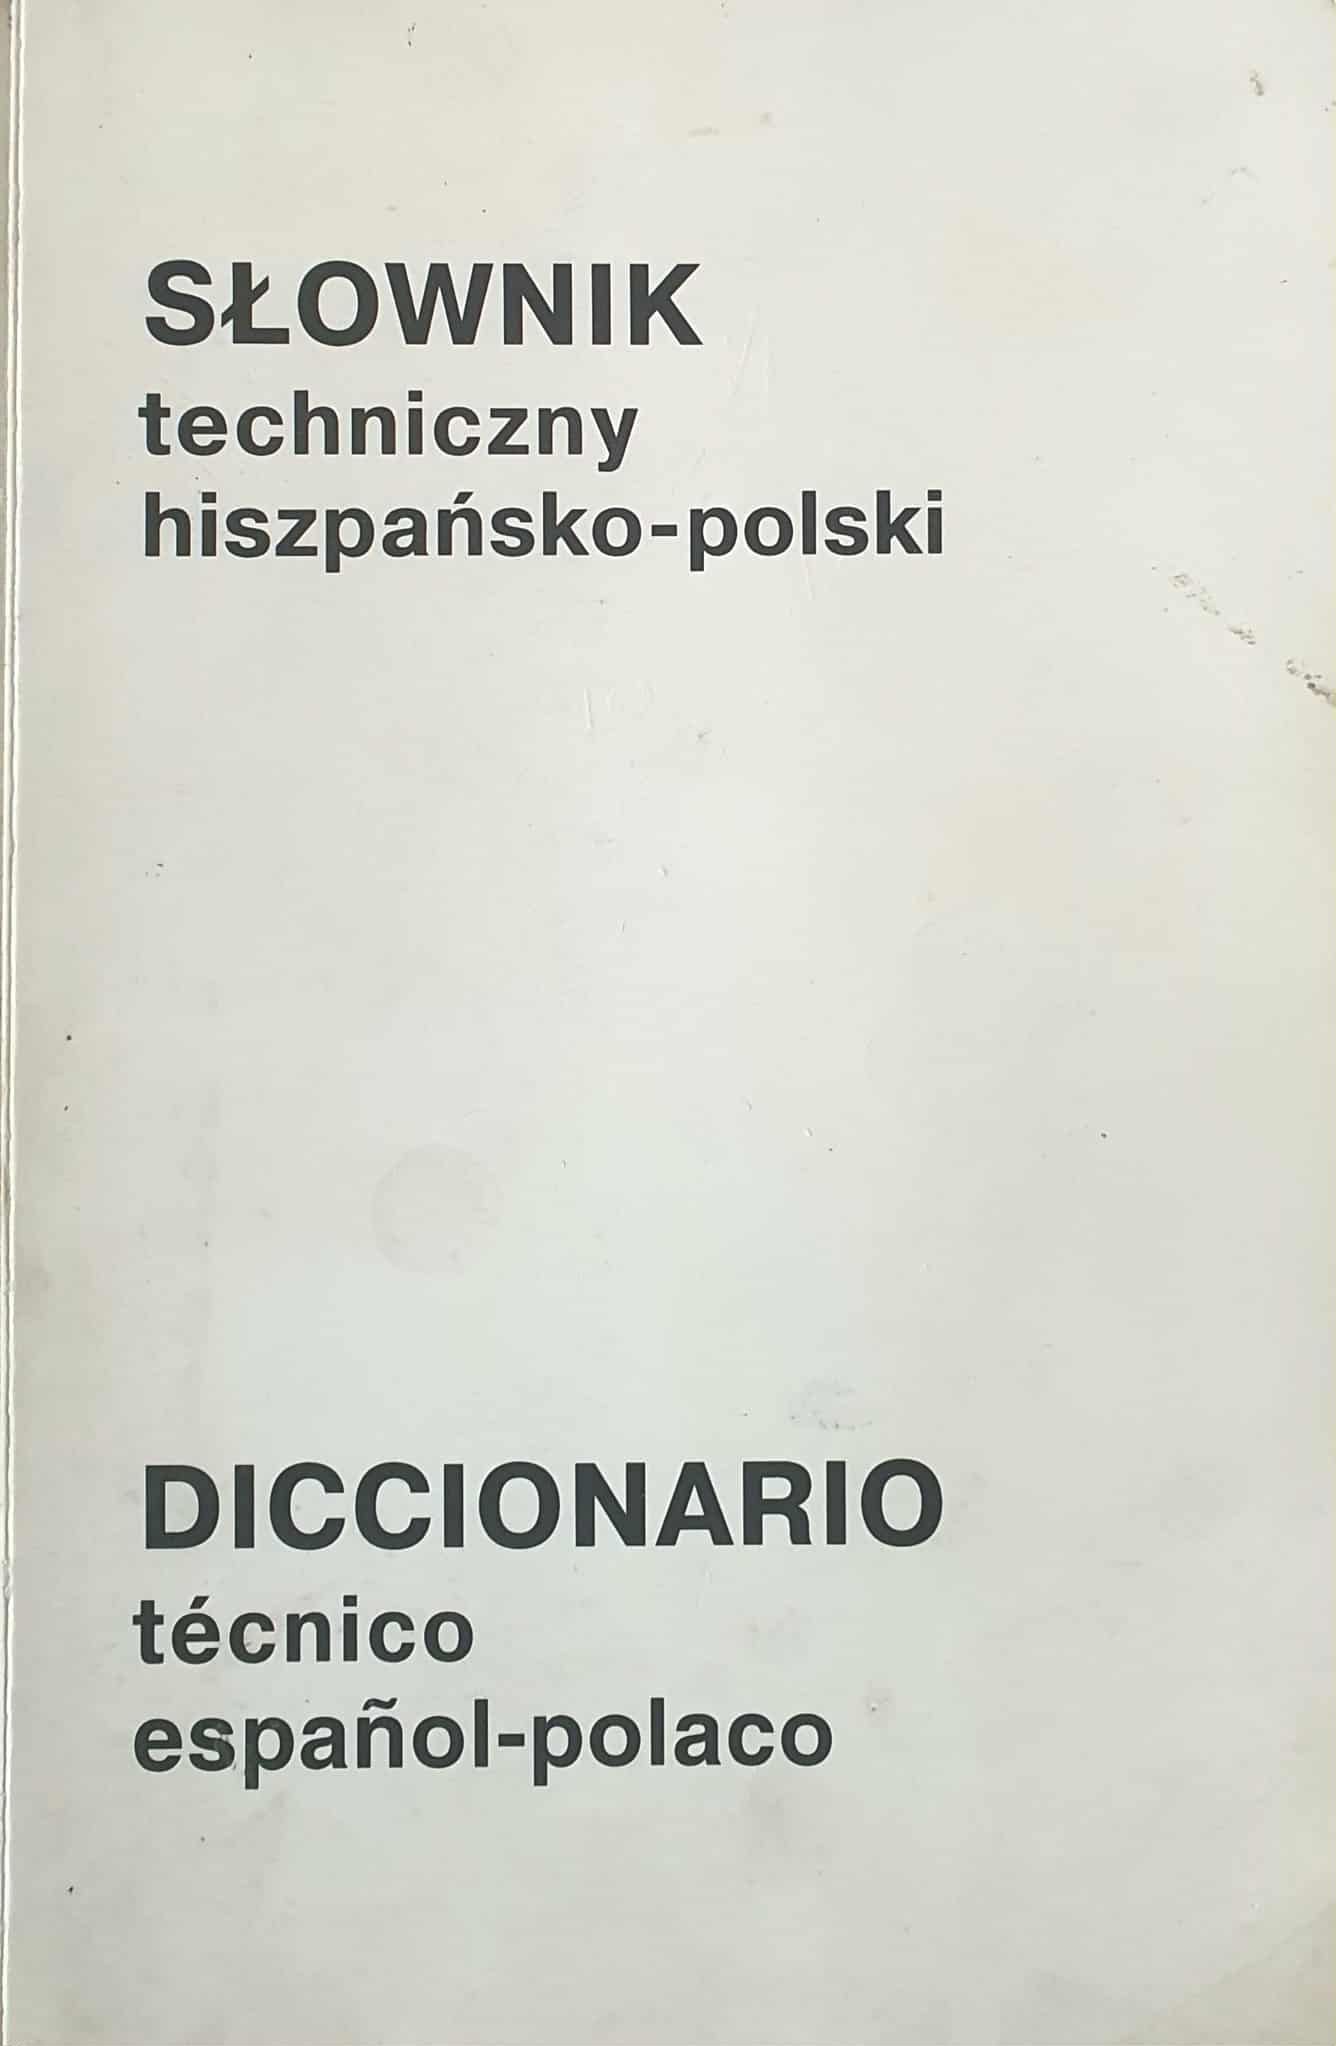 SŁOWNIK
techniczny
hiszpańsko-polski
DICCIONARIO
técnico
español-polaco